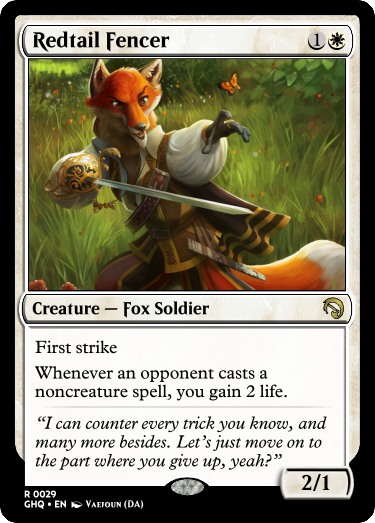 Redtail Fencer 1
Creature — Fox Soldier
First strike
Whenever an opponent casts a
noncreature spell, you gain 2 life.
“I can counter every trick you know, and
many more besides. Let’s just move on to
the part where you give up, yeah?”
2/1
R 0029
GHQ • EN VAEFOUN (DA)